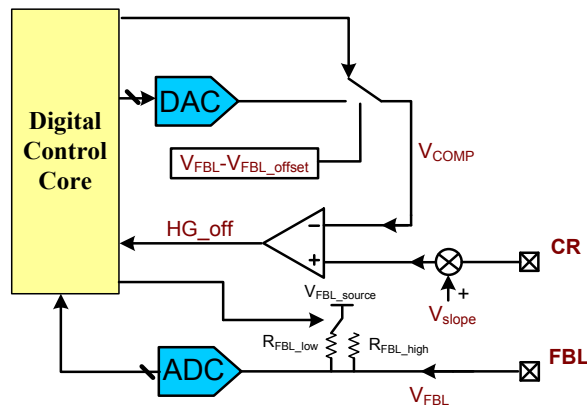 Digital
Control
Core
DAC
V_FBL-V_FBL_offset
V_COMP
HG_off
−
+
CR
+
V_slope
V_FBL_source
R_FBL_low
R_FBL_high
ADC
V_FBL
FBL